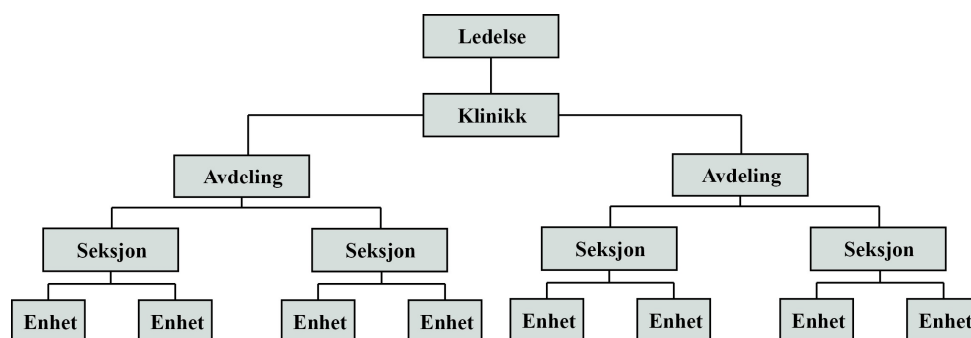 Ledelse
Klinikk
Avdeling
Avdeling
Seksjon
Seksjon
Seksjon
Seksjon
Enhet
Enhet
Enhet
Enhet
Enhet
Enhet
Enhet
Enhet